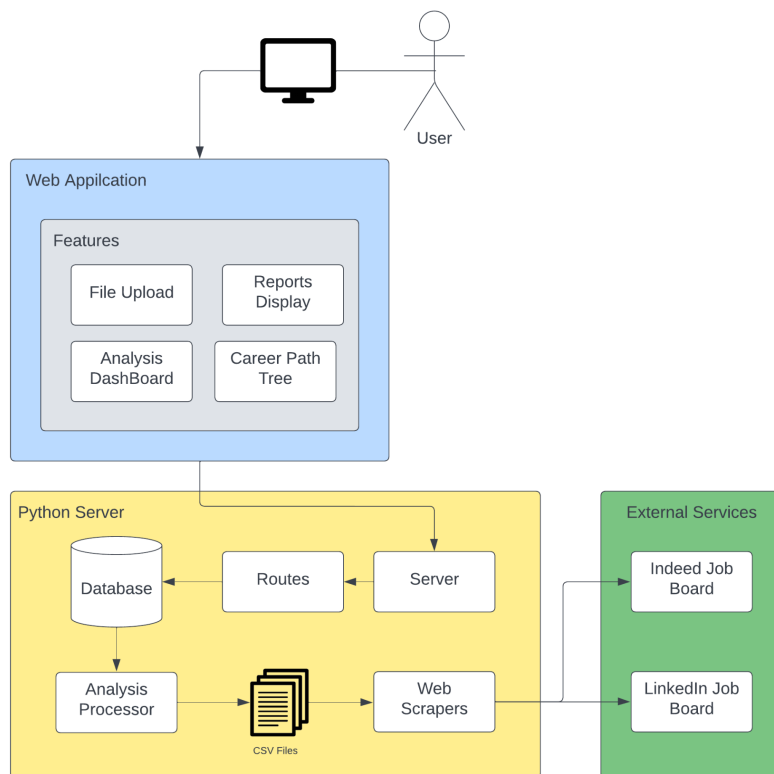 User
Web Appilcation
Features
File Upload
Reports
Display
Analysis
DashBoard
Career Path
Tree
Python Server
External Services
Database
Routes
Server
Indeed Job
Board
Analysis
Processor
CSV Files
Web
Scrapers
LinkedIn Job
Board